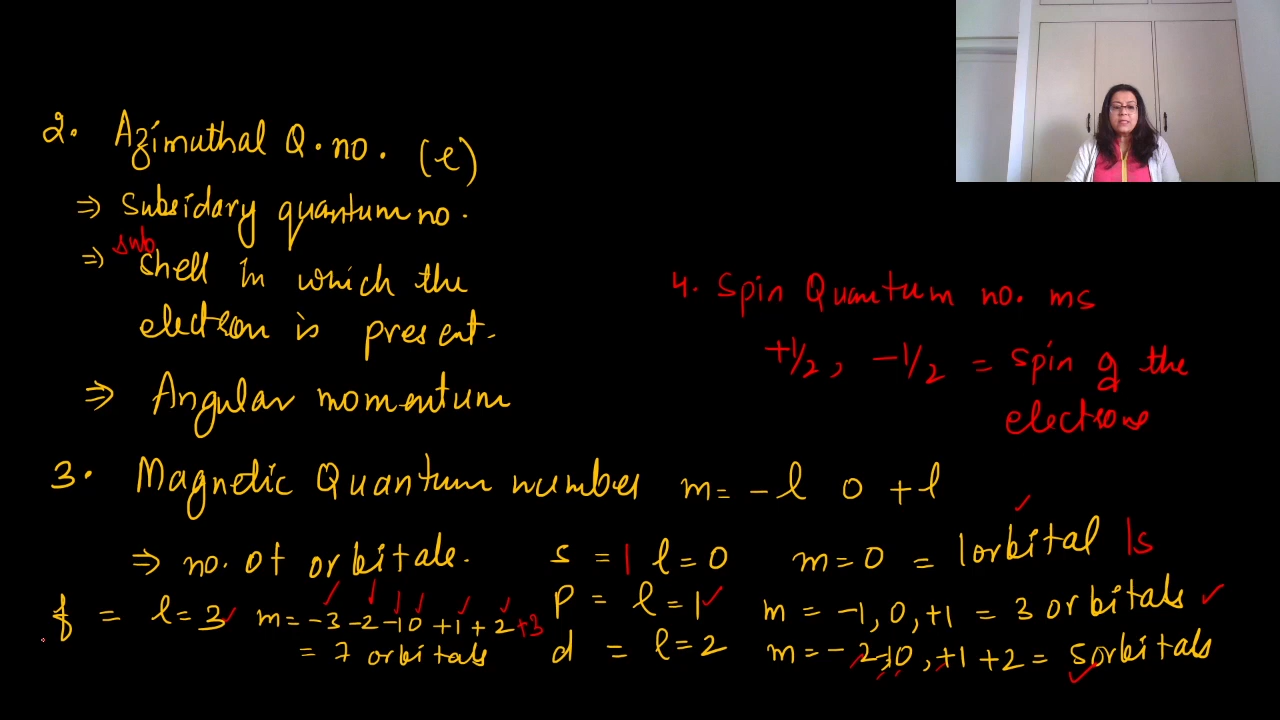 2. Azimuthal Q. no. (l)
⇒ Subsidary quantum no.
⇒ sub shell in which the
electron is present.
⇒ Angular momentum
4. Spin Quantum no. ms
+1/2, -1/2 = spin of the
electrons
3. Magnetic Quantum number m = -l 0 +l
⇒ no. of orbitals. s = 1 l = 0 m = 0 = 1 orbital 1s
f = l = 3 m = -3 -2 -1 0 +1 +2 +3 p = l = 1 m = -1, 0, +1 = 3 orbitals
= 7 orbitals d = l = 2 m = -2 -1 0, +1 +2 = 5 orbitals